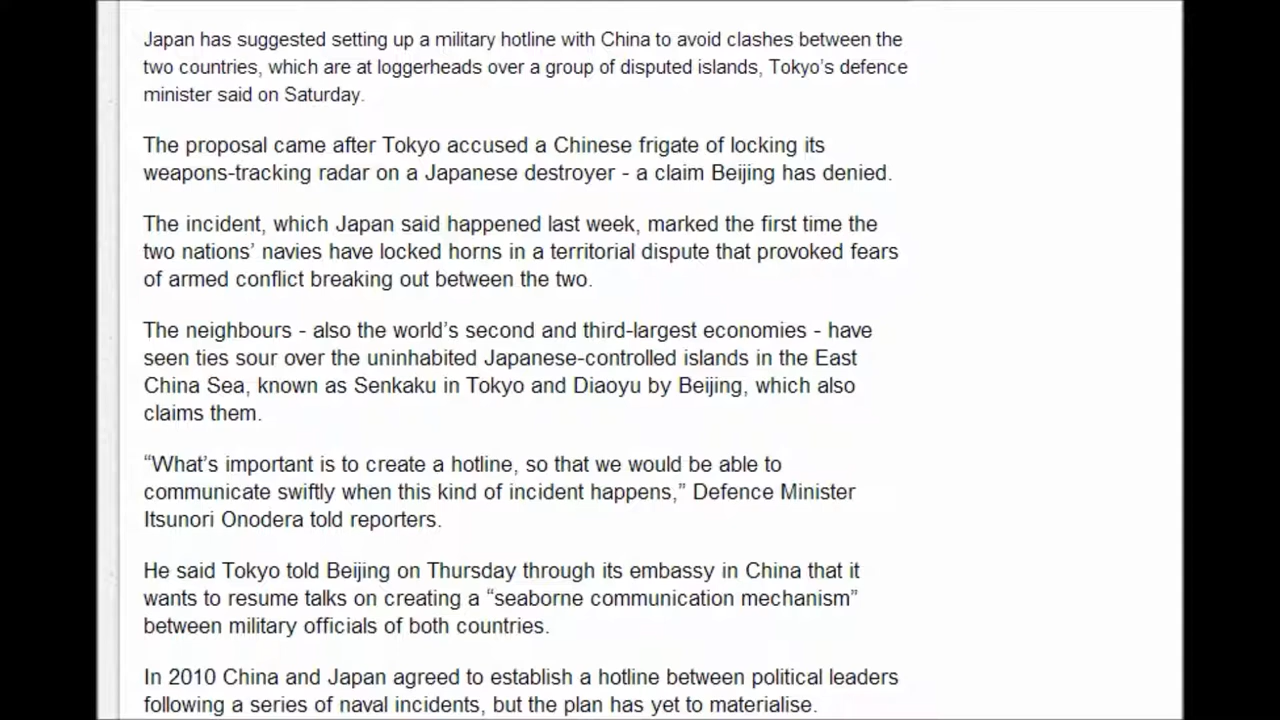 Japan has suggested setting up a military hotline with China to avoid clashes between the
two countries, which are at loggerheads over a group of disputed islands, Tokyo’s defence
minister said on Saturday.
The proposal came after Tokyo accused a Chinese frigate of locking its
weapons-tracking radar on a Japanese destroyer - a claim Beijing has denied.
The incident, which Japan said happened last week, marked the first time the
two nations’ navies have locked horns in a territorial dispute that provoked fears
of armed conflict breaking out between the two.
The neighbours - also the world’s second and third-largest economies - have
seen ties sour over the uninhabited Japanese-controlled islands in the East
China Sea, known as Senkaku in Tokyo and Diaoyu by Beijing, which also
claims them.
“What’s important is to create a hotline, so that we would be able to
communicate swiftly when this kind of incident happens,” Defence Minister
Itsunori Onodera told reporters.
He said Tokyo told Beijing on Thursday through its embassy in China that it
wants to resume talks on creating a “seaborne communication mechanism”
between military officials of both countries.
In 2010 China and Japan agreed to establish a hotline between political leaders
following a series of naval incidents, but the plan has yet to materialise.